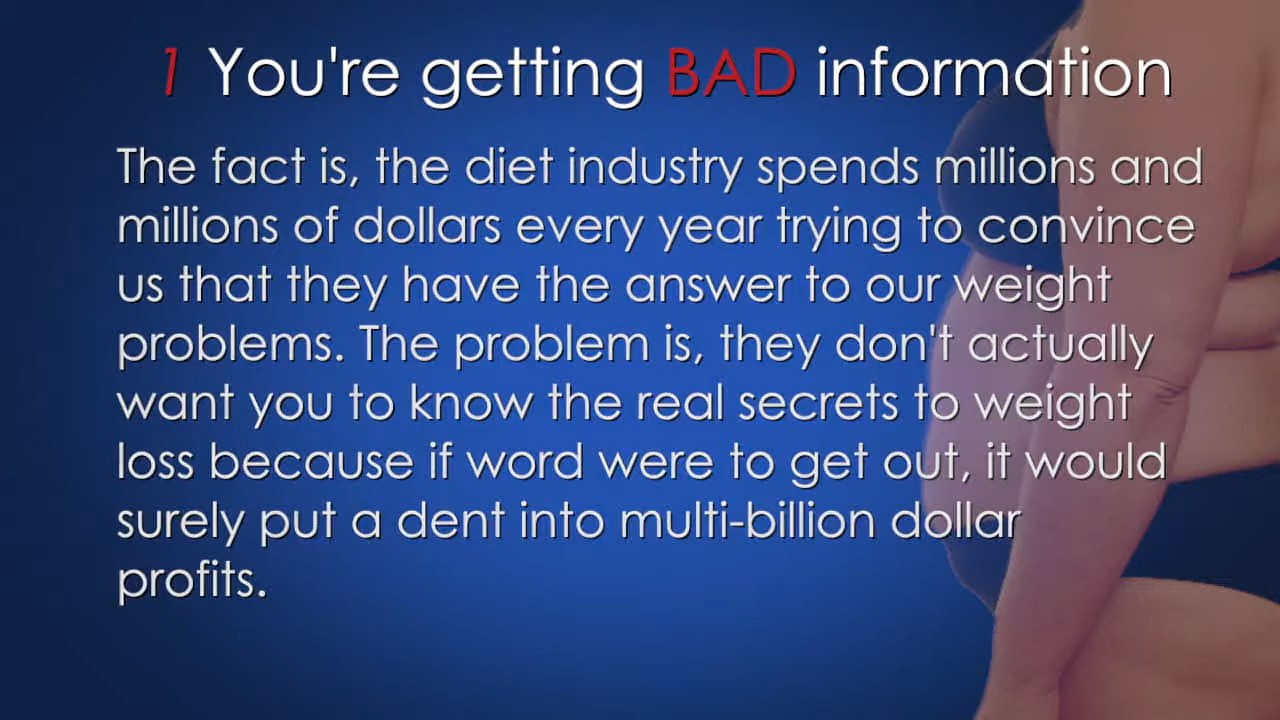 1 You're getting BAD information
The fact is, the diet industry spends millions and
millions of dollars every year trying to convince
us that they have the answer to our weight
problems. The problem is, they don't actually
want you to know the real secrets to weight
loss because if word were to get out, it would
surely put a dent into multi-billion dollar
profits.